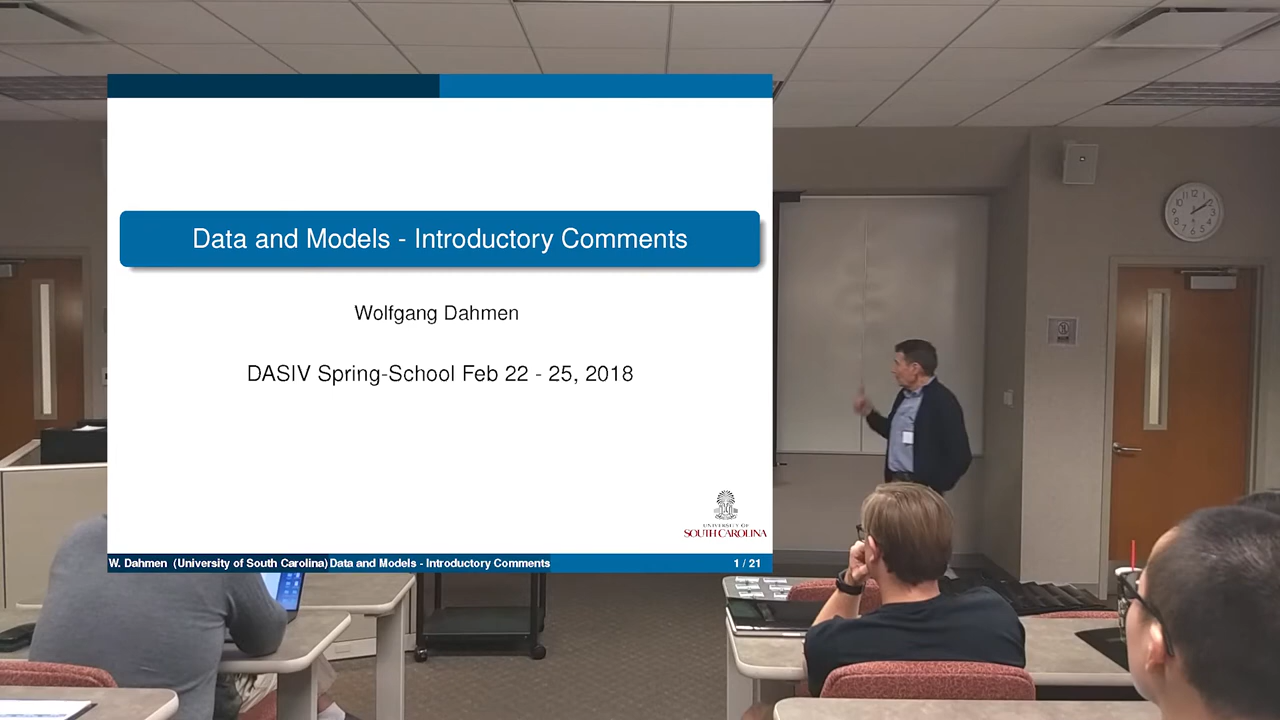 Data and Models - Introductory Comments
Wolfgang Dahmen
DASIV Spring-School Feb 22 - 25, 2018
UNIVERSITY OF
SOUTH CAROLINA
W. Dahmen (University of South Carolina) Data and Models - Introductory Comments 1 / 21